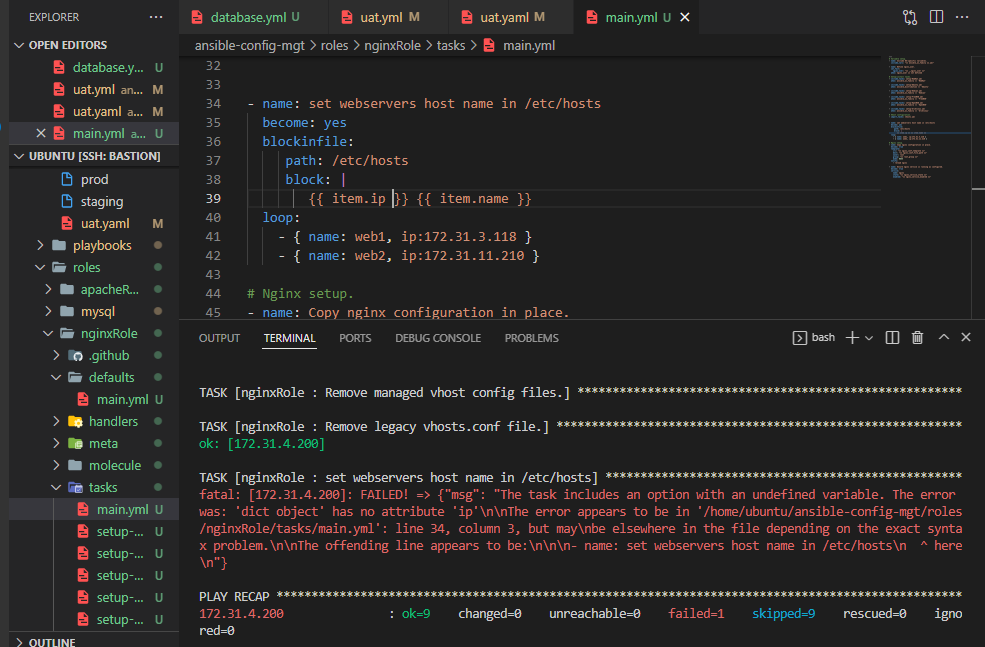 EXPLORER ...
OPEN EDITORS
database.y... U
uat.yml an... M
uat.yaml a... M
main.yml a... U
UBUNTU [SSH: BASTION]
prod
staging
uat.yaml M
playbooks
roles
apacheR...
mysql
nginxRole
.github
defaults
main.yml U
handlers
meta
molecule
tasks
main.yml U
setup-... U
setup-... U
setup-... U
setup-... U
setup-... U
OUTLINE
database.yml U uat.yml M uat.yaml M main.yml U
ansible-config-mgt > roles > nginxRole > tasks > main.yml
32
33
34 - name: set webservers host name in /etc/hosts
35 become: yes
36 blockinfile:
37 path: /etc/hosts
38 block: |
39 {{ item.ip }} {{ item.name }}
40 loop:
41 - { name: web1, ip:172.31.3.118 }
42 - { name: web2, ip:172.31.11.210 }
43
44 # Nginx setup.
45 - name: Copy nginx configuration in place.
OUTPUT TERMINAL PORTS DEBUG CONSOLE PROBLEMS bash
TASK [nginxRole : Remove managed vhost config files.] *******************************************************
TASK [nginxRole : Remove legacy vhosts.conf file.] **********************************************************
ok: [172.31.4.200]
TASK [nginxRole : set webservers host name in /etc/hosts] ***************************************************
fatal: [172.31.4.200]: FAILED! => {"msg": "The task includes an option with an undefined variable. The error
was: 'dict object' has no attribute 'ip'\n\nThe error appears to be in '/home/ubuntu/ansible-config-mgt/roles
/nginxRole/tasks/main.yml': line 34, column 3, but may\nbe elsewhere in the file depending on the exact synta
x problem.\n\nThe offending line appears to be:\n\n\n- name: set webservers host name in /etc/hosts\n  ^ here
\n"}
PLAY RECAP **************************************************************************************************
172.31.4.200 : ok=9 changed=0 unreachable=0 failed=1 skipped=9 rescued=0 igno
red=0